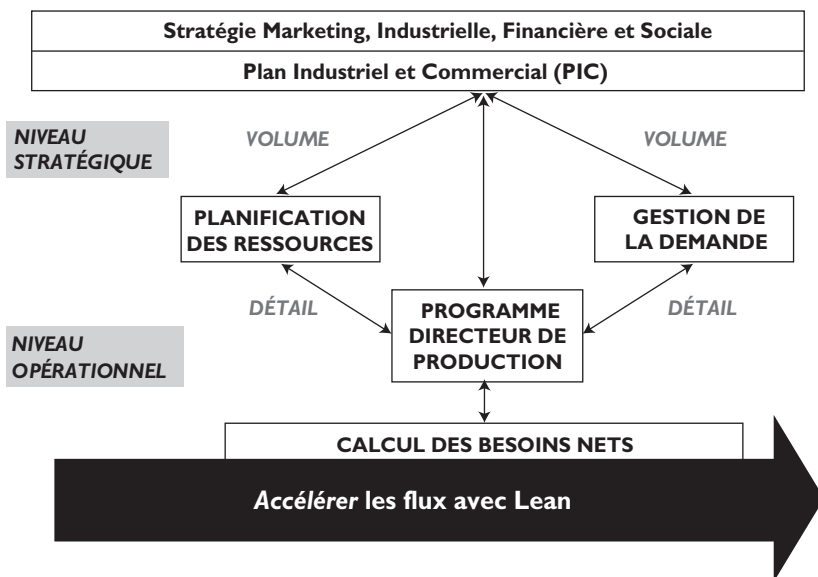 Stratégie Marketing, Industrielle, Financière et Sociale
Plan Industriel et Commercial (PIC)
NIVEAU
STRATÉGIQUE
VOLUME
VOLUME
PLANIFICATION
DES RESSOURCES
GESTION DE
LA DEMANDE
DÉTAIL
PROGRAMME
DIRECTEUR DE
PRODUCTION
DÉTAIL
NIVEAU
OPÉRATIONNEL
CALCUL DES BESOINS NETS
Accélérer les flux avec Lean